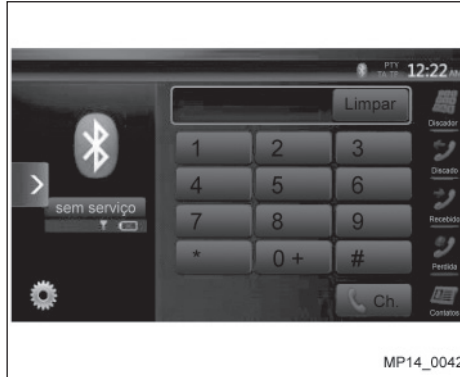 PTY
TA TP 12:22 AM
Limpar
Discador
1 2 3
Discado
4 5 6
sem serviço
Recebido
7 8 9
* 0 + #
Perdida
Ch.
Contatos
MP14_0042